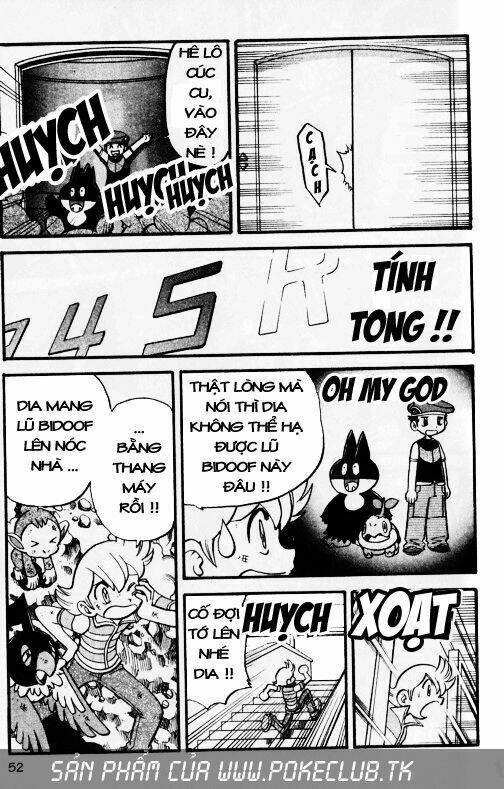 HÊ LÔ
CÚC
CU,
VÀO
ĐÂY
NÈ !
HUỴCH
HUỴCH
HUỴCH
CẠCH
4 5 R
TÍNH
TONG !!
DIA MANG
LŨ BIDOOF
LÊN NÓC
NHÀ ...
...
BẰNG
THANG
MÁY
RỒI !!
THẬT LÒNG MÀ
NÓI THÌ DIA
KHÔNG THỂ HẠ
ĐƯỢC LŨ
BIDOOF NÀY
ĐÂU !!
OH MY GOD
CỐ ĐỢI
TỚ LÊN
NHÉ
DIA !!
HUỴCH
XOẠT
52
SẢN PHẨM CỦA WWW.POKECLUB.TK